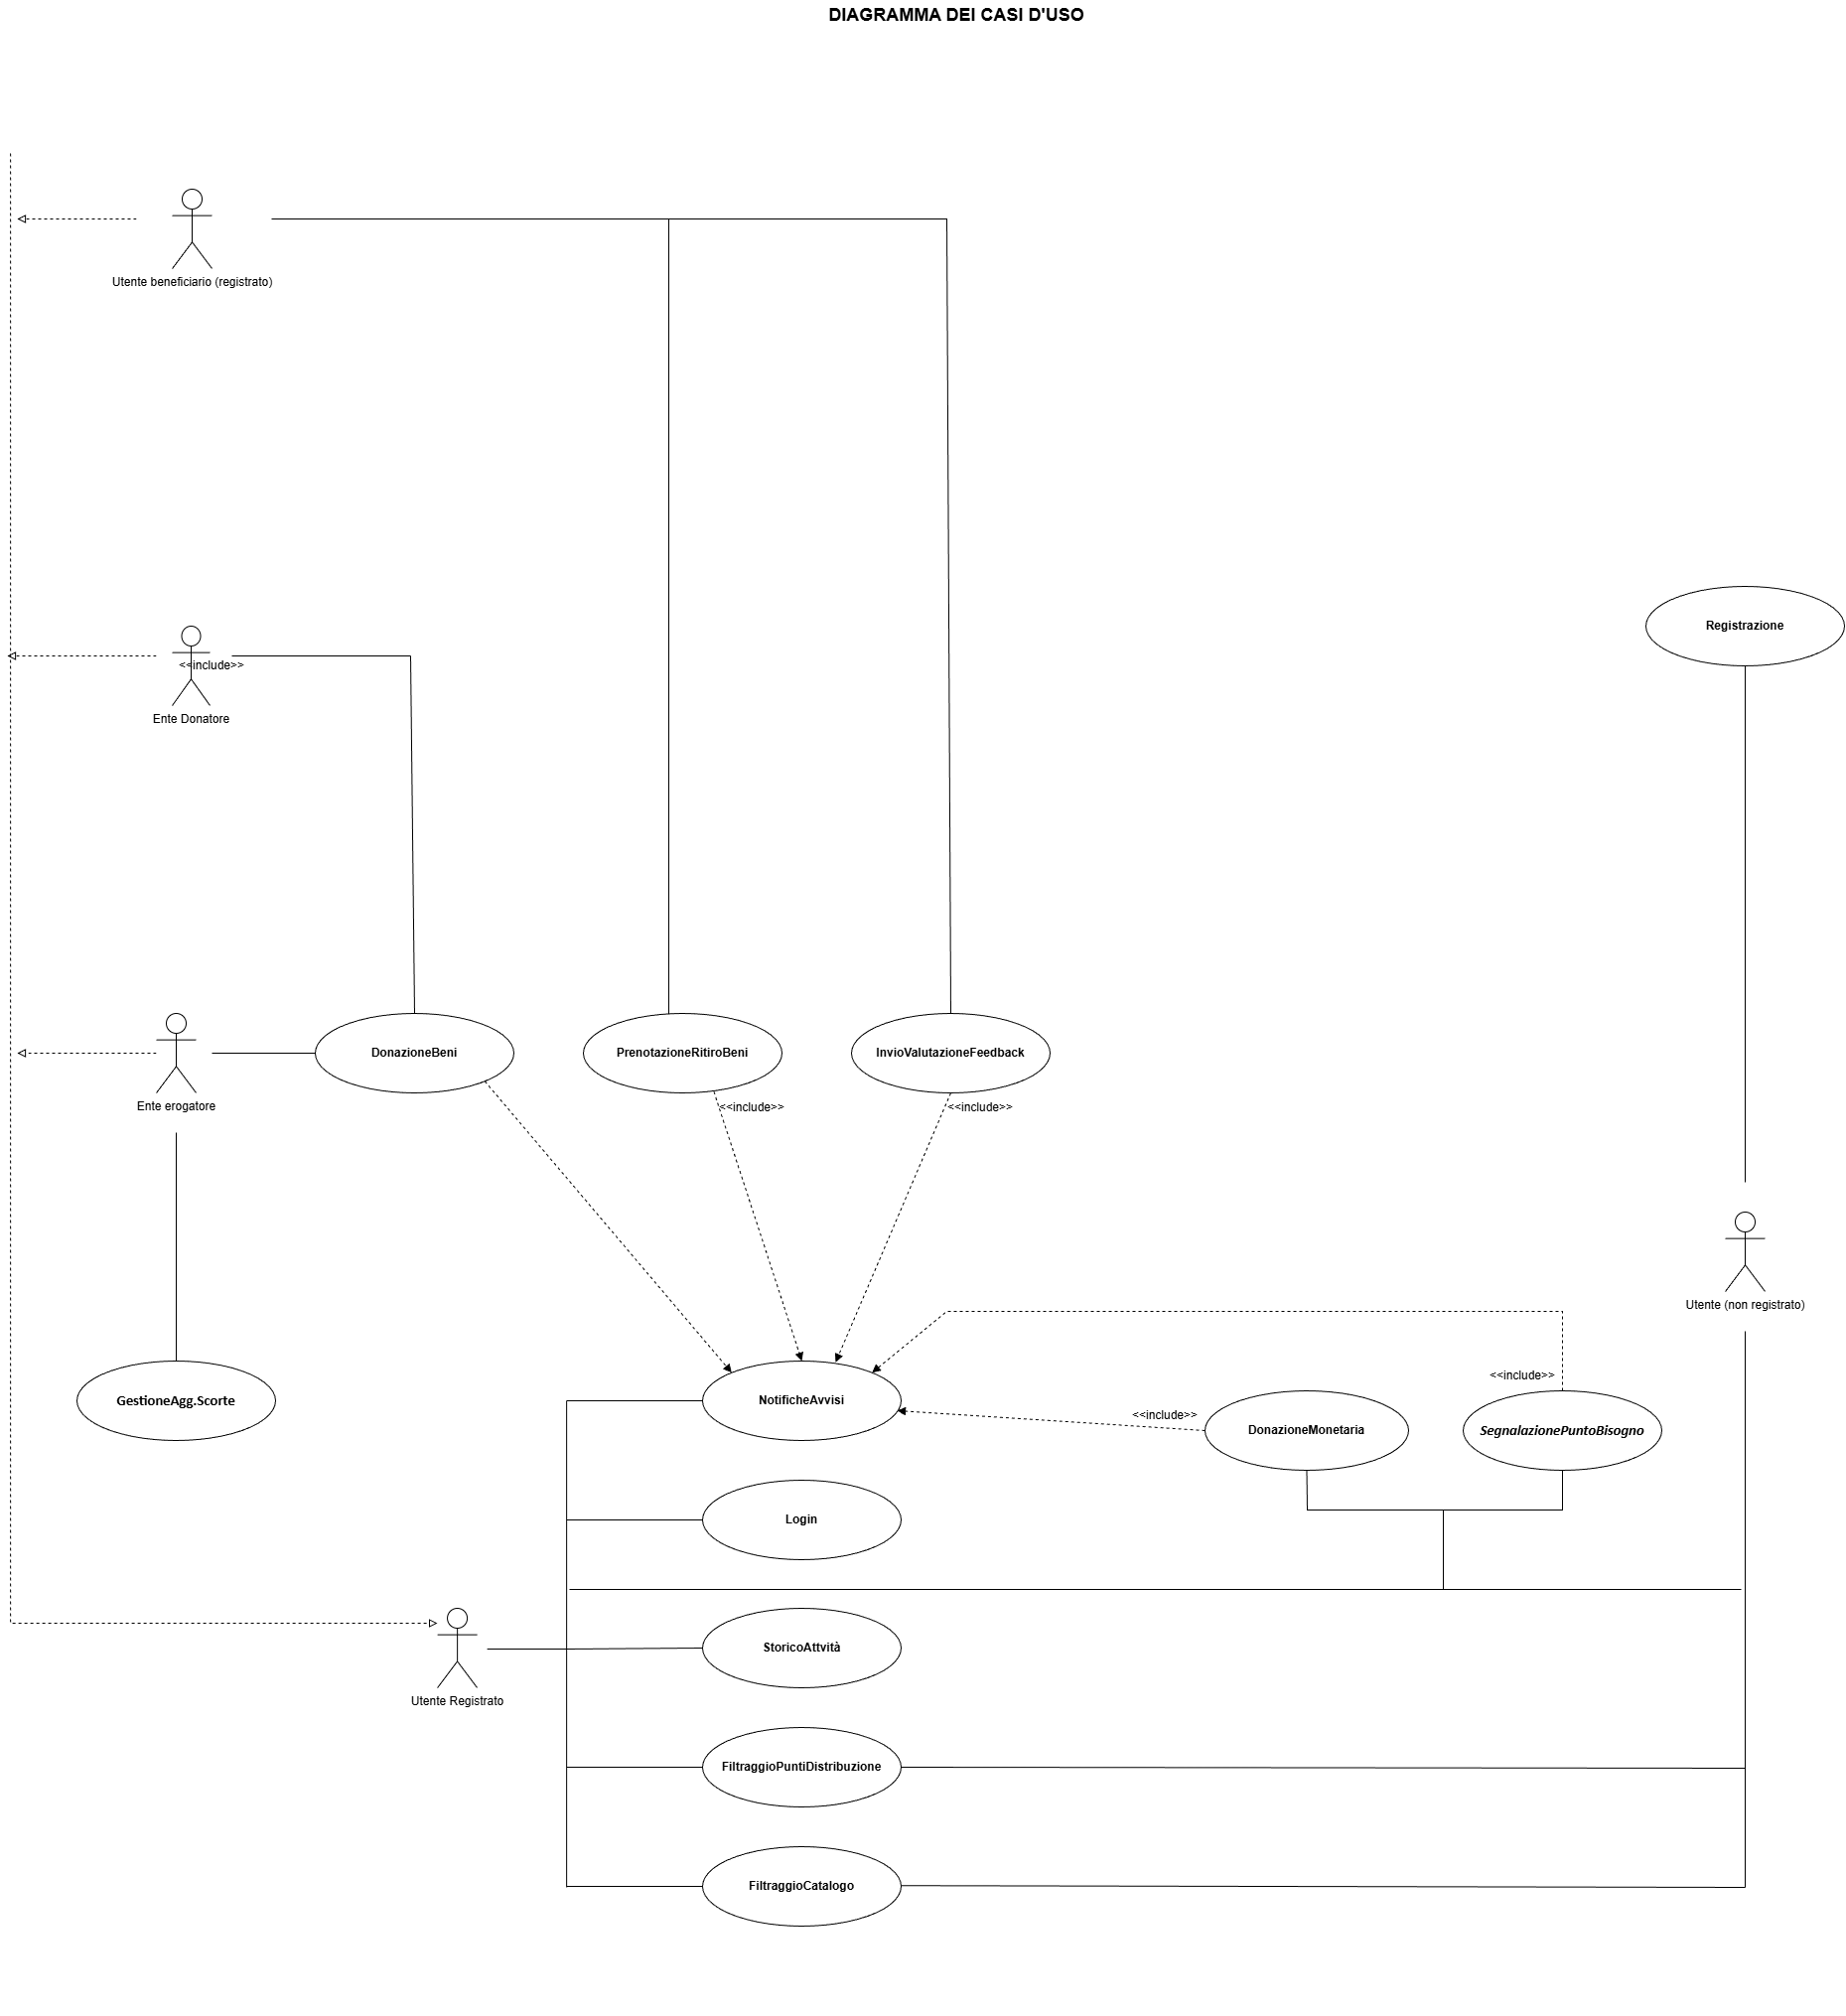 DIAGRAMMA DEI CASI D'USO
Utente beneficiario (registrato)
Registrazione
<<include>>
Ente Donatore
DonazioneBeni
PrenotazioneRitiroBeni
InvioValutazioneFeedback
Ente erogatore
<<include>>
<<include>>
Utente (non registrato)
<<include>>
GestioneAgg.Scorte
NotificheAvvisi
<<include>>
DonazioneMonetaria
SegnalazionePuntoBisogno
Login
StoricoAttvità
Utente Registrato
FiltraggioPuntiDistribuzione
FiltraggioCatalogo